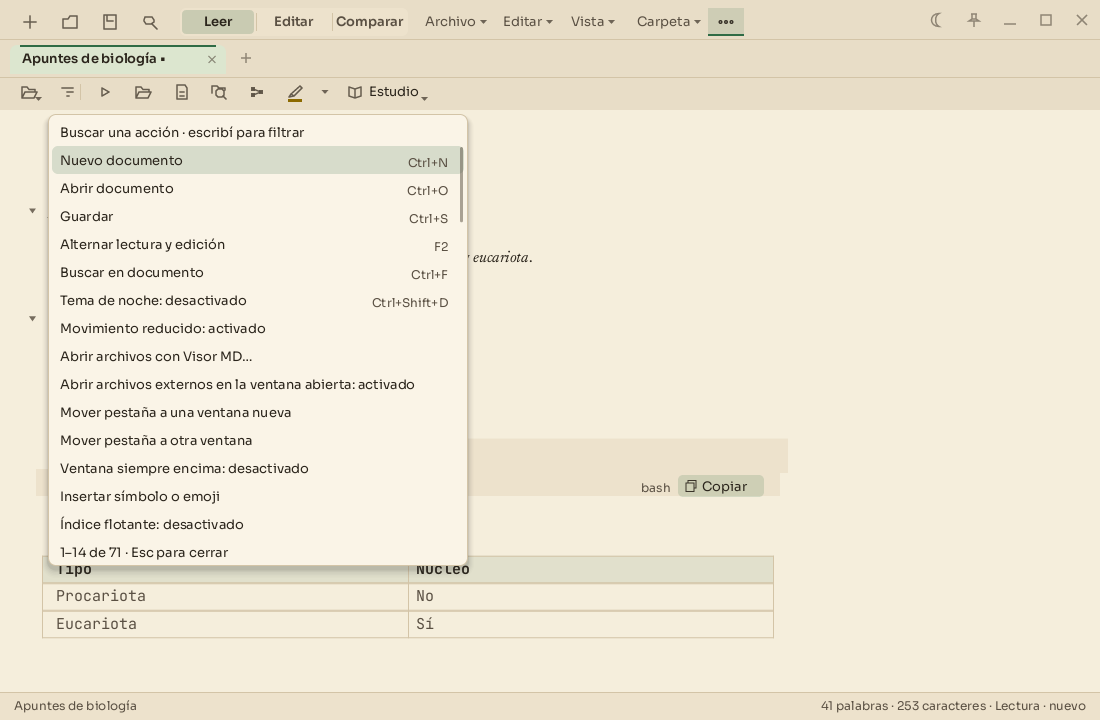 Leer Editar Comparar Archivo Editar Vista Carpeta •••
Apuntes de biología •
Estudio
Buscar una acción · escribí para filtrar
Nuevo documento Ctrl+N
Abrir documento Ctrl+O
Guardar Ctrl+S
Alternar lectura y edición F2
y eucariota.
Buscar en documento Ctrl+F
Tema de noche: desactivado Ctrl+Shift+D
Movimiento reducido: activado
Abrir archivos con Visor MD...
Abrir archivos externos en la ventana abierta: activado
Mover pestaña a una ventana nueva
Mover pestaña a otra ventana
Ventana siempre encima: desactivado
bash Copiar
Insertar símbolo o emoji
Índice flotante: desactivado
1–14 de 71 · Esc para cerrar
Tipo Núcleo
Procariota No
Eucariota Sí
Apuntes de biología 41 palabras · 253 caracteres · Lectura · nuevo